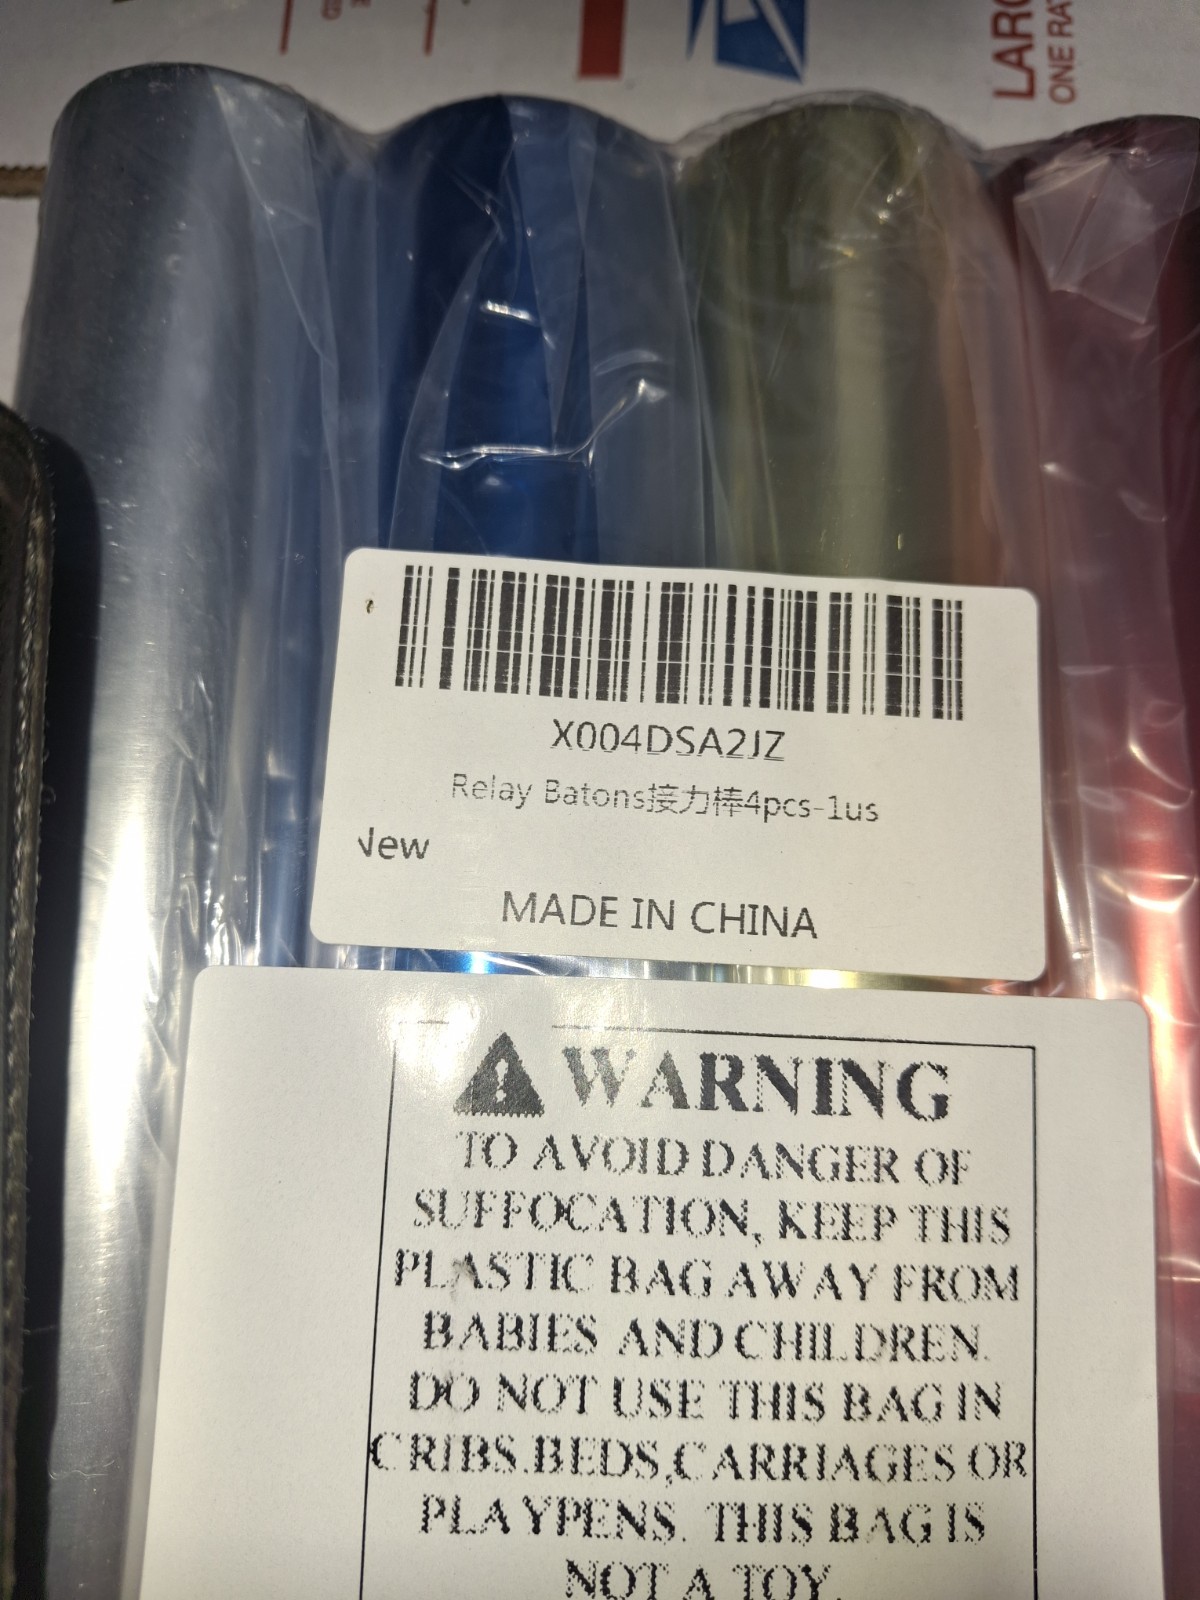 ONE RA
X004DSA2JZ
Relay Batons接力棒4pcs-1us
New
MADE IN CHINA
WARNING
TO AVOID DANGER OF
SUFFOCATION, KEEP THIS
PLASTIC BAG AWAY FROM
BABIES AND CHILDREN.
DO NOT USE THIS BAG IN
CRIBS.BEDS,CARRIAGES OR
PLAYPENS. THIS BAG IS
NOT A TOY.